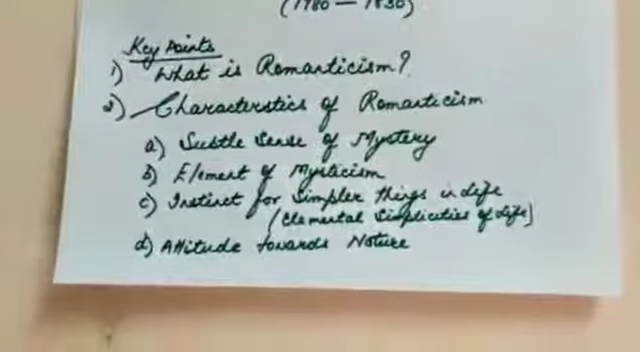 (1780 — 1830)
Key Points
1) What is Romanticism?
2) Characterstics of Romanticism
a) Subtle Sense of Mystery
b) Element of Mysticism
c) Instinct for Simpler things in life
(Elemental Simplicities of life)
d) Attitude towards Nature